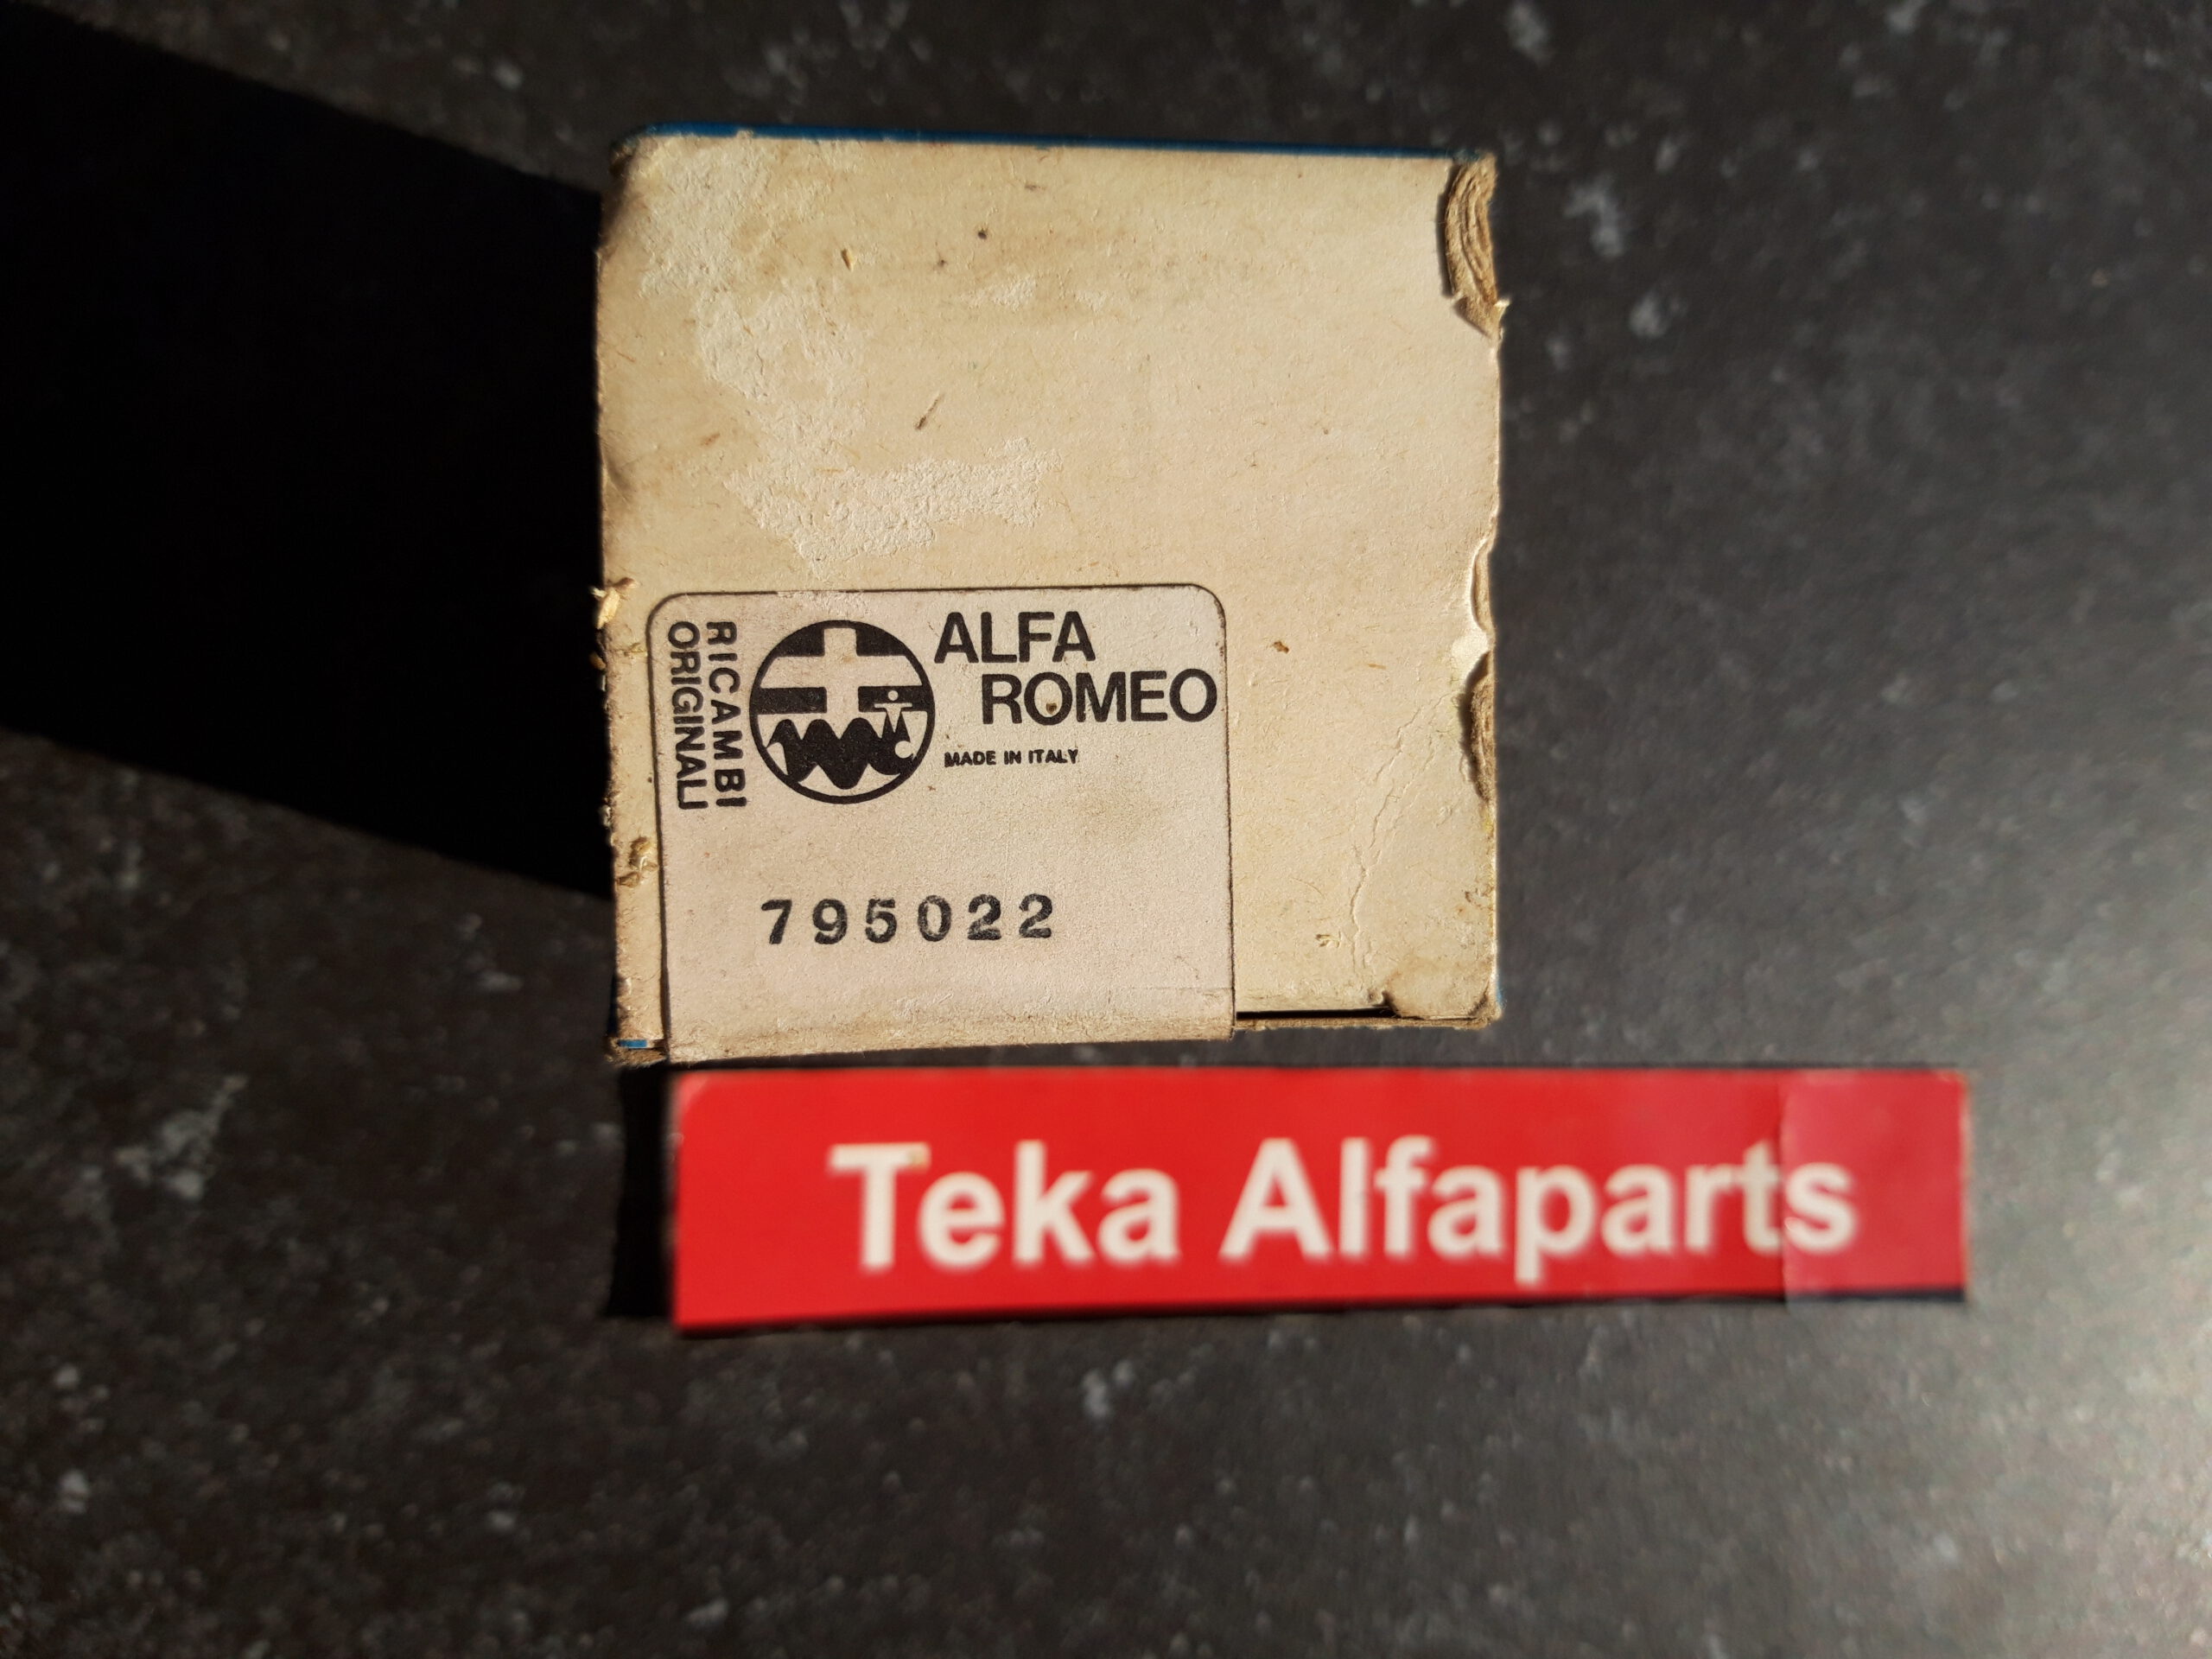 RICAMBI
ORIGINALI
ALFA
ROMEO
MADE IN ITALY
795022
Teka Alfaparts